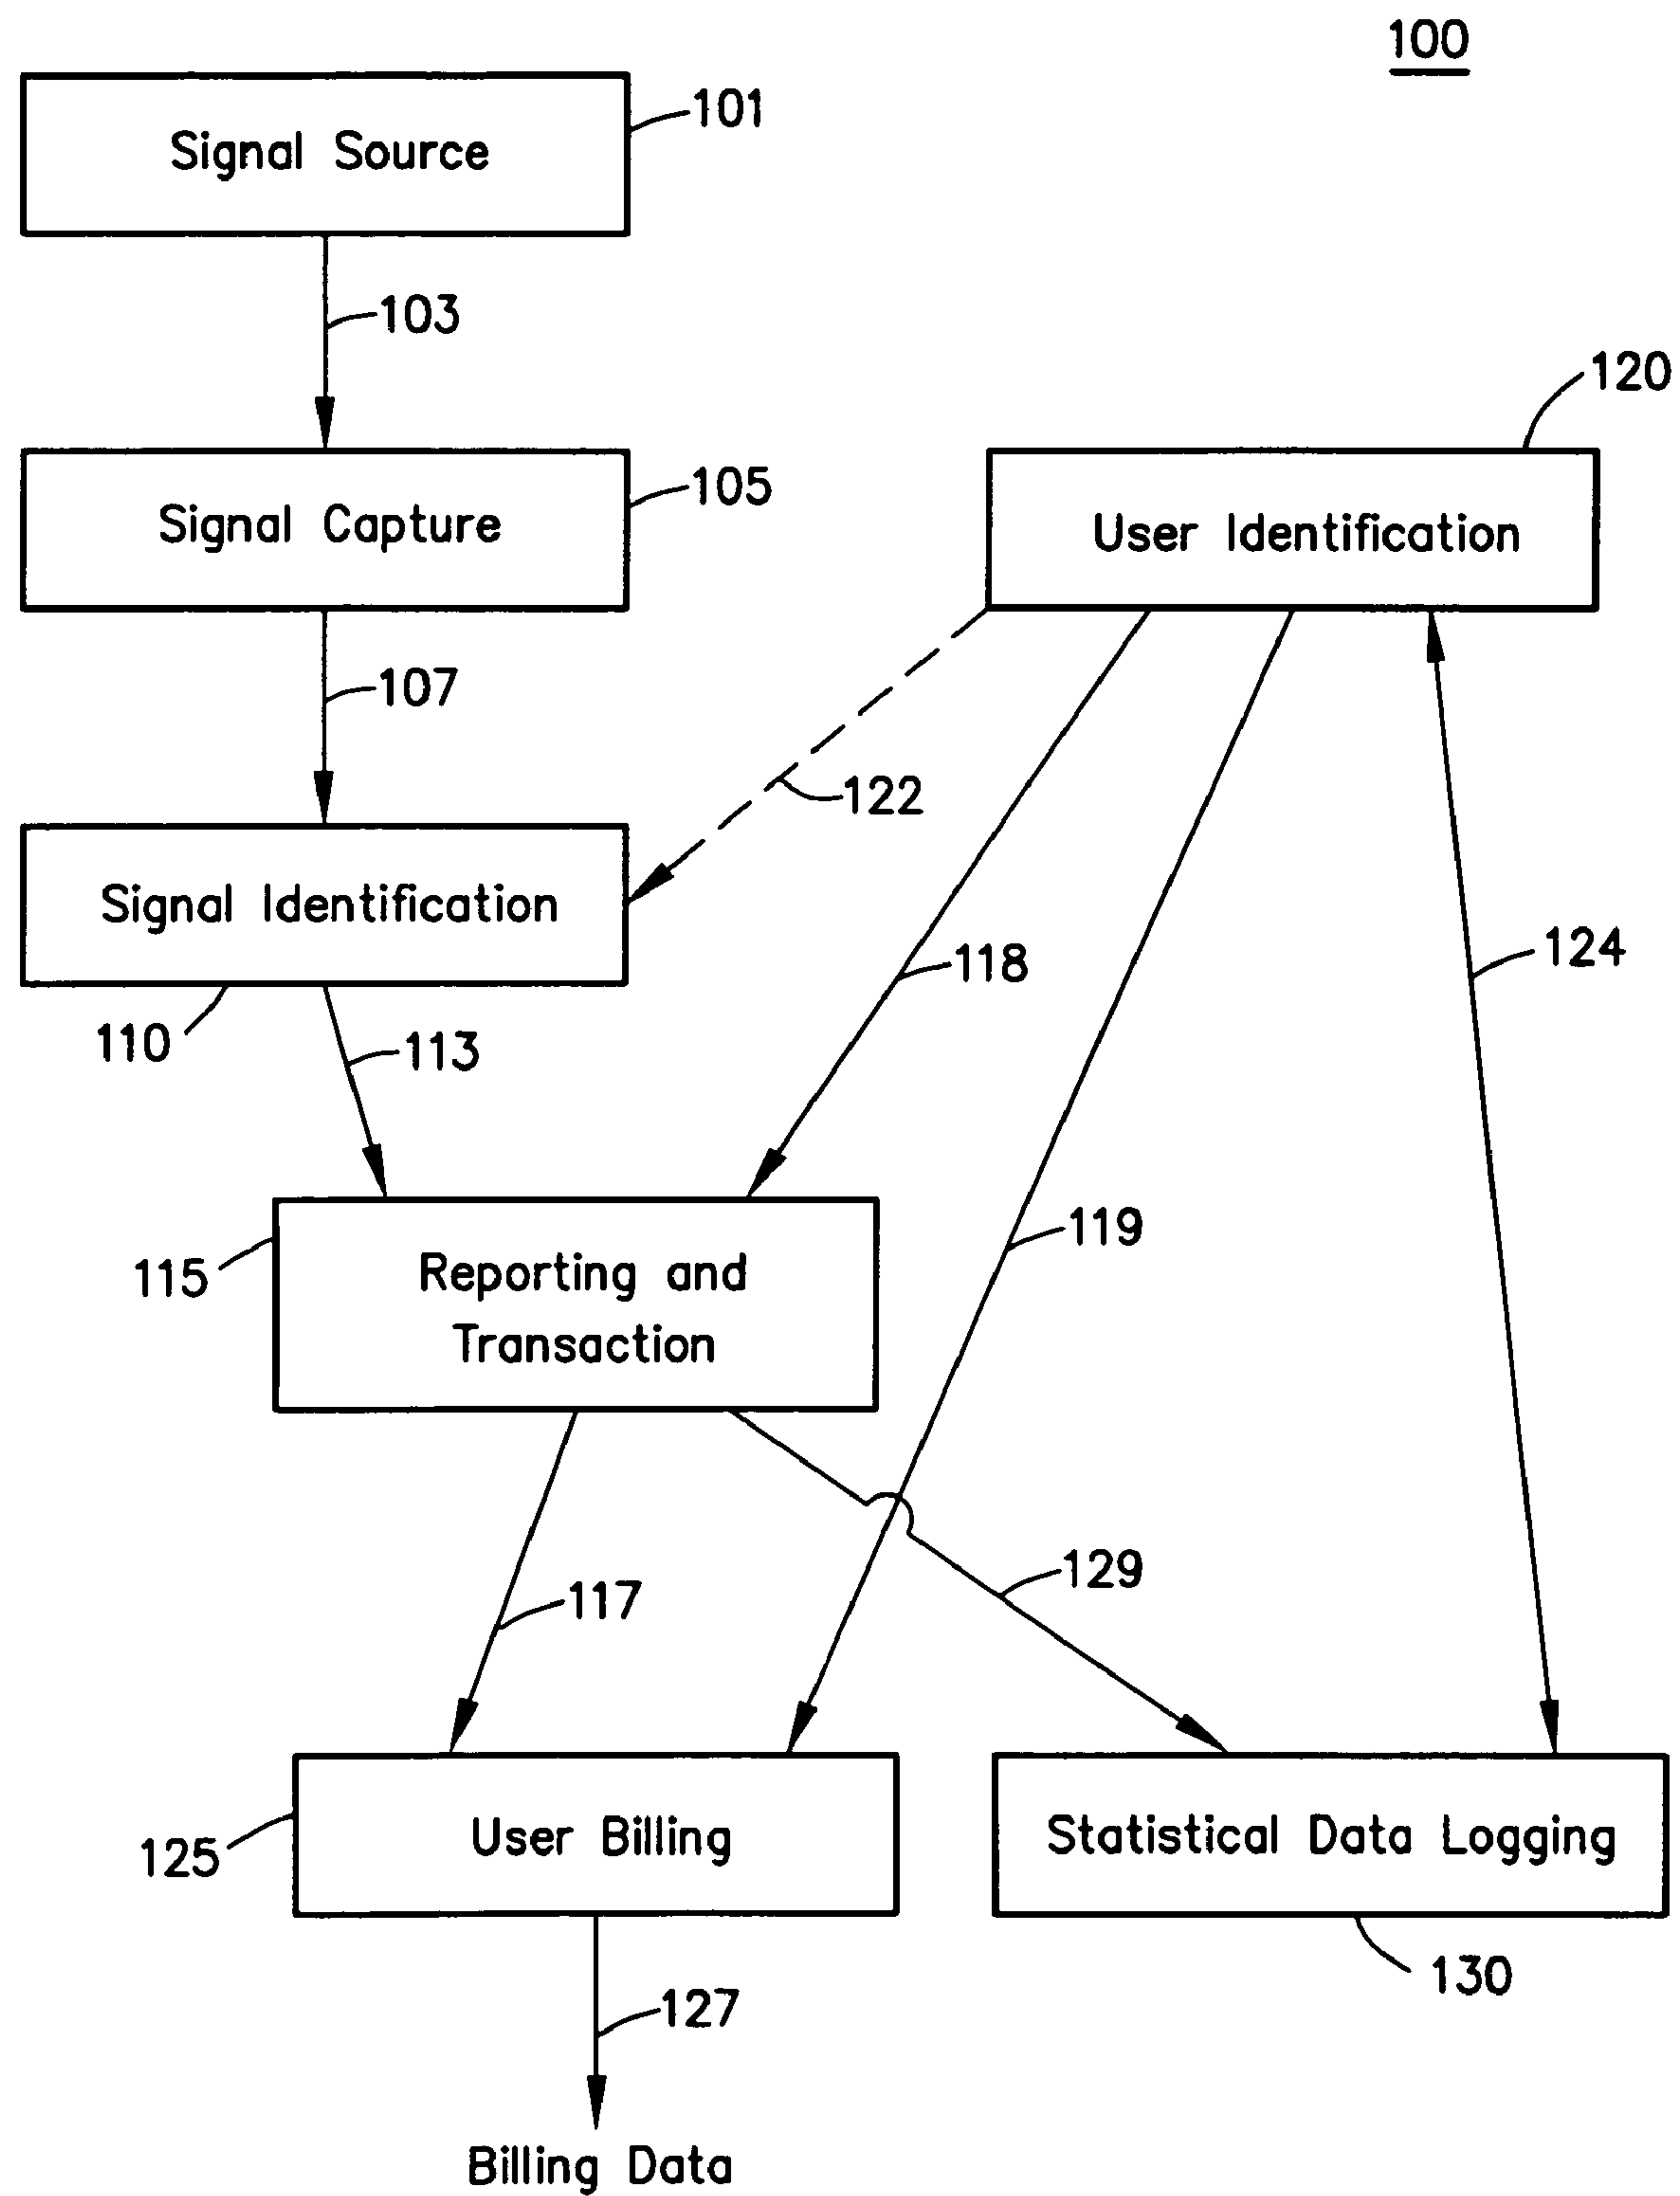 100
Signal Source
101
103
Signal Capture
105
120
User Identification
107
122
Signal Identification
110
113
118
124
115
Reporting and
Transaction
119
117
129
125
User Billing
Statistical Data Logging
130
127
Billing Data